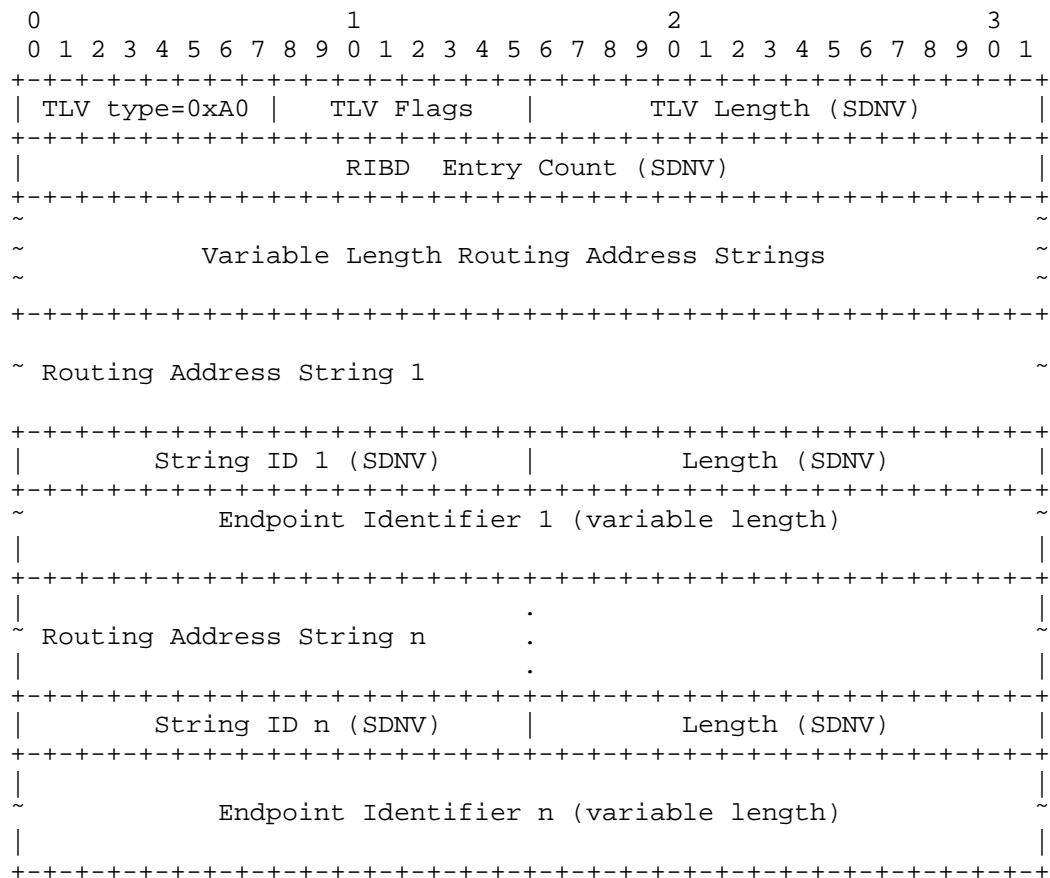 0                   1                   2                   3
 0 1 2 3 4 5 6 7 8 9 0 1 2 3 4 5 6 7 8 9 0 1 2 3 4 5 6 7 8 9 0 1
+-+-+-+-+-+-+-+-+-+-+-+-+-+-+-+-+-+-+-+-+-+-+-+-+-+-+-+-+-+-+-+-+
| TLV type=0xA0 |   TLV Flags   |       TLV Length (SDNV)       |
+-+-+-+-+-+-+-+-+-+-+-+-+-+-+-+-+-+-+-+-+-+-+-+-+-+-+-+-+-+-+-+-+
|                    RIBD  Entry Count (SDNV)                   |
+-+-+-+-+-+-+-+-+-+-+-+-+-+-+-+-+-+-+-+-+-+-+-+-+-+-+-+-+-+-+-+-+
~                                                               ~
~           Variable Length Routing Address Strings             ~
~                                                               ~
+-+-+-+-+-+-+-+-+-+-+-+-+-+-+-+-+-+-+-+-+-+-+-+-+-+-+-+-+-+-+-+-+
~ Routing Address String 1                                      ~
+-+-+-+-+-+-+-+-+-+-+-+-+-+-+-+-+-+-+-+-+-+-+-+-+-+-+-+-+-+-+-+-+
|        String ID 1 (SDNV)     |         Length (SDNV)         |
+-+-+-+-+-+-+-+-+-+-+-+-+-+-+-+-+-+-+-+-+-+-+-+-+-+-+-+-+-+-+-+-+
~            Endpoint Identifier 1 (variable length)            ~
|                                                               |
+-+-+-+-+-+-+-+-+-+-+-+-+-+-+-+-+-+-+-+-+-+-+-+-+-+-+-+-+-+-+-+-+
|                               .                               |
~ Routing Address String n      .                               ~
|                               .                               |
+-+-+-+-+-+-+-+-+-+-+-+-+-+-+-+-+-+-+-+-+-+-+-+-+-+-+-+-+-+-+-+-+
|        String ID n (SDNV)     |         Length (SDNV)         |
+-+-+-+-+-+-+-+-+-+-+-+-+-+-+-+-+-+-+-+-+-+-+-+-+-+-+-+-+-+-+-+-+
|                                                               |
~            Endpoint Identifier n (variable length)            ~
|                                                               |
+-+-+-+-+-+-+-+-+-+-+-+-+-+-+-+-+-+-+-+-+-+-+-+-+-+-+-+-+-+-+-+-+